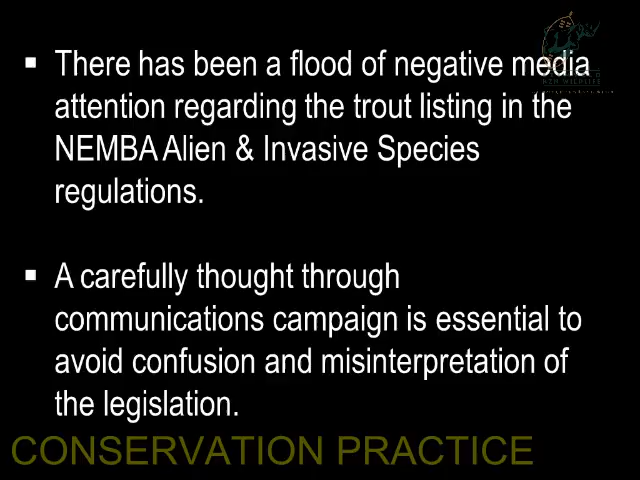 ▪ There has been a flood of negative media
attention regarding the trout listing in the
NEMBA Alien & Invasive Species
regulations.
▪ A carefully thought through
communications campaign is essential to
avoid confusion and misinterpretation of
the legislation.
CONSERVATION PRACTICE